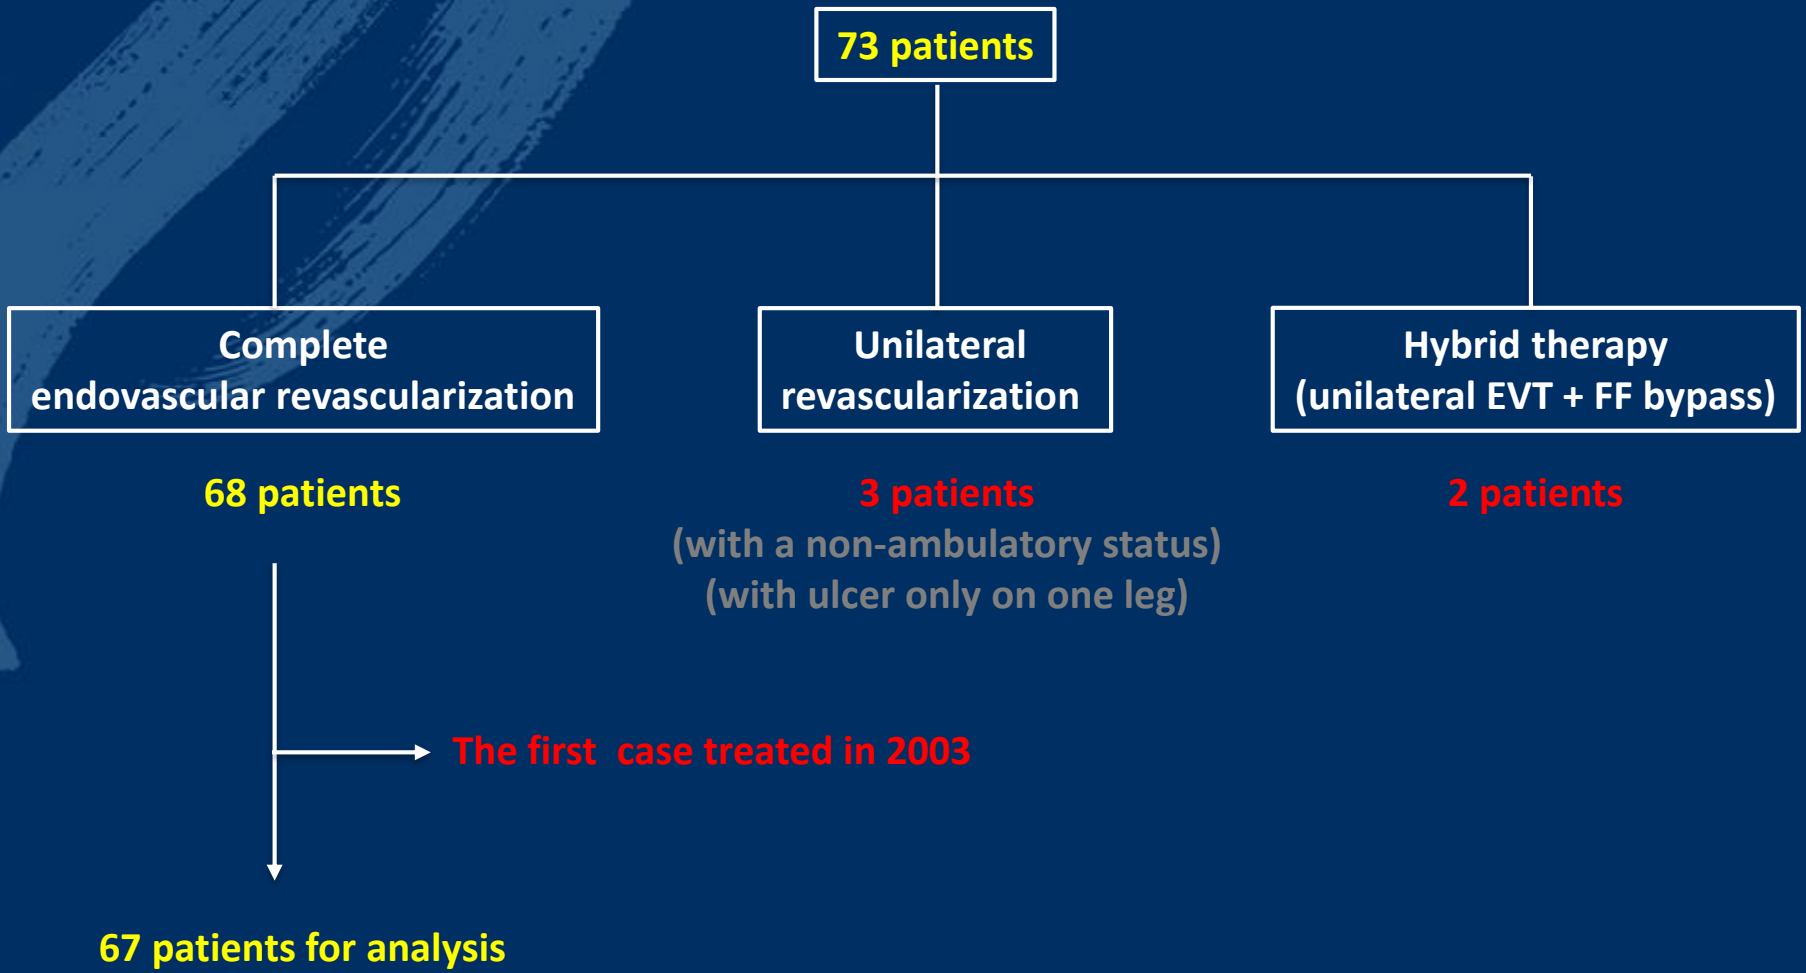 73 patients
Complete
endovascular revascularization
Unilateral
revascularization
Hybrid therapy
(unilateral EVT + FF bypass)
68 patients
3 patients
(with a non-ambulatory status)
(with ulcer only on one leg)
2 patients
The first  case treated in 2003
67 patients for analysis